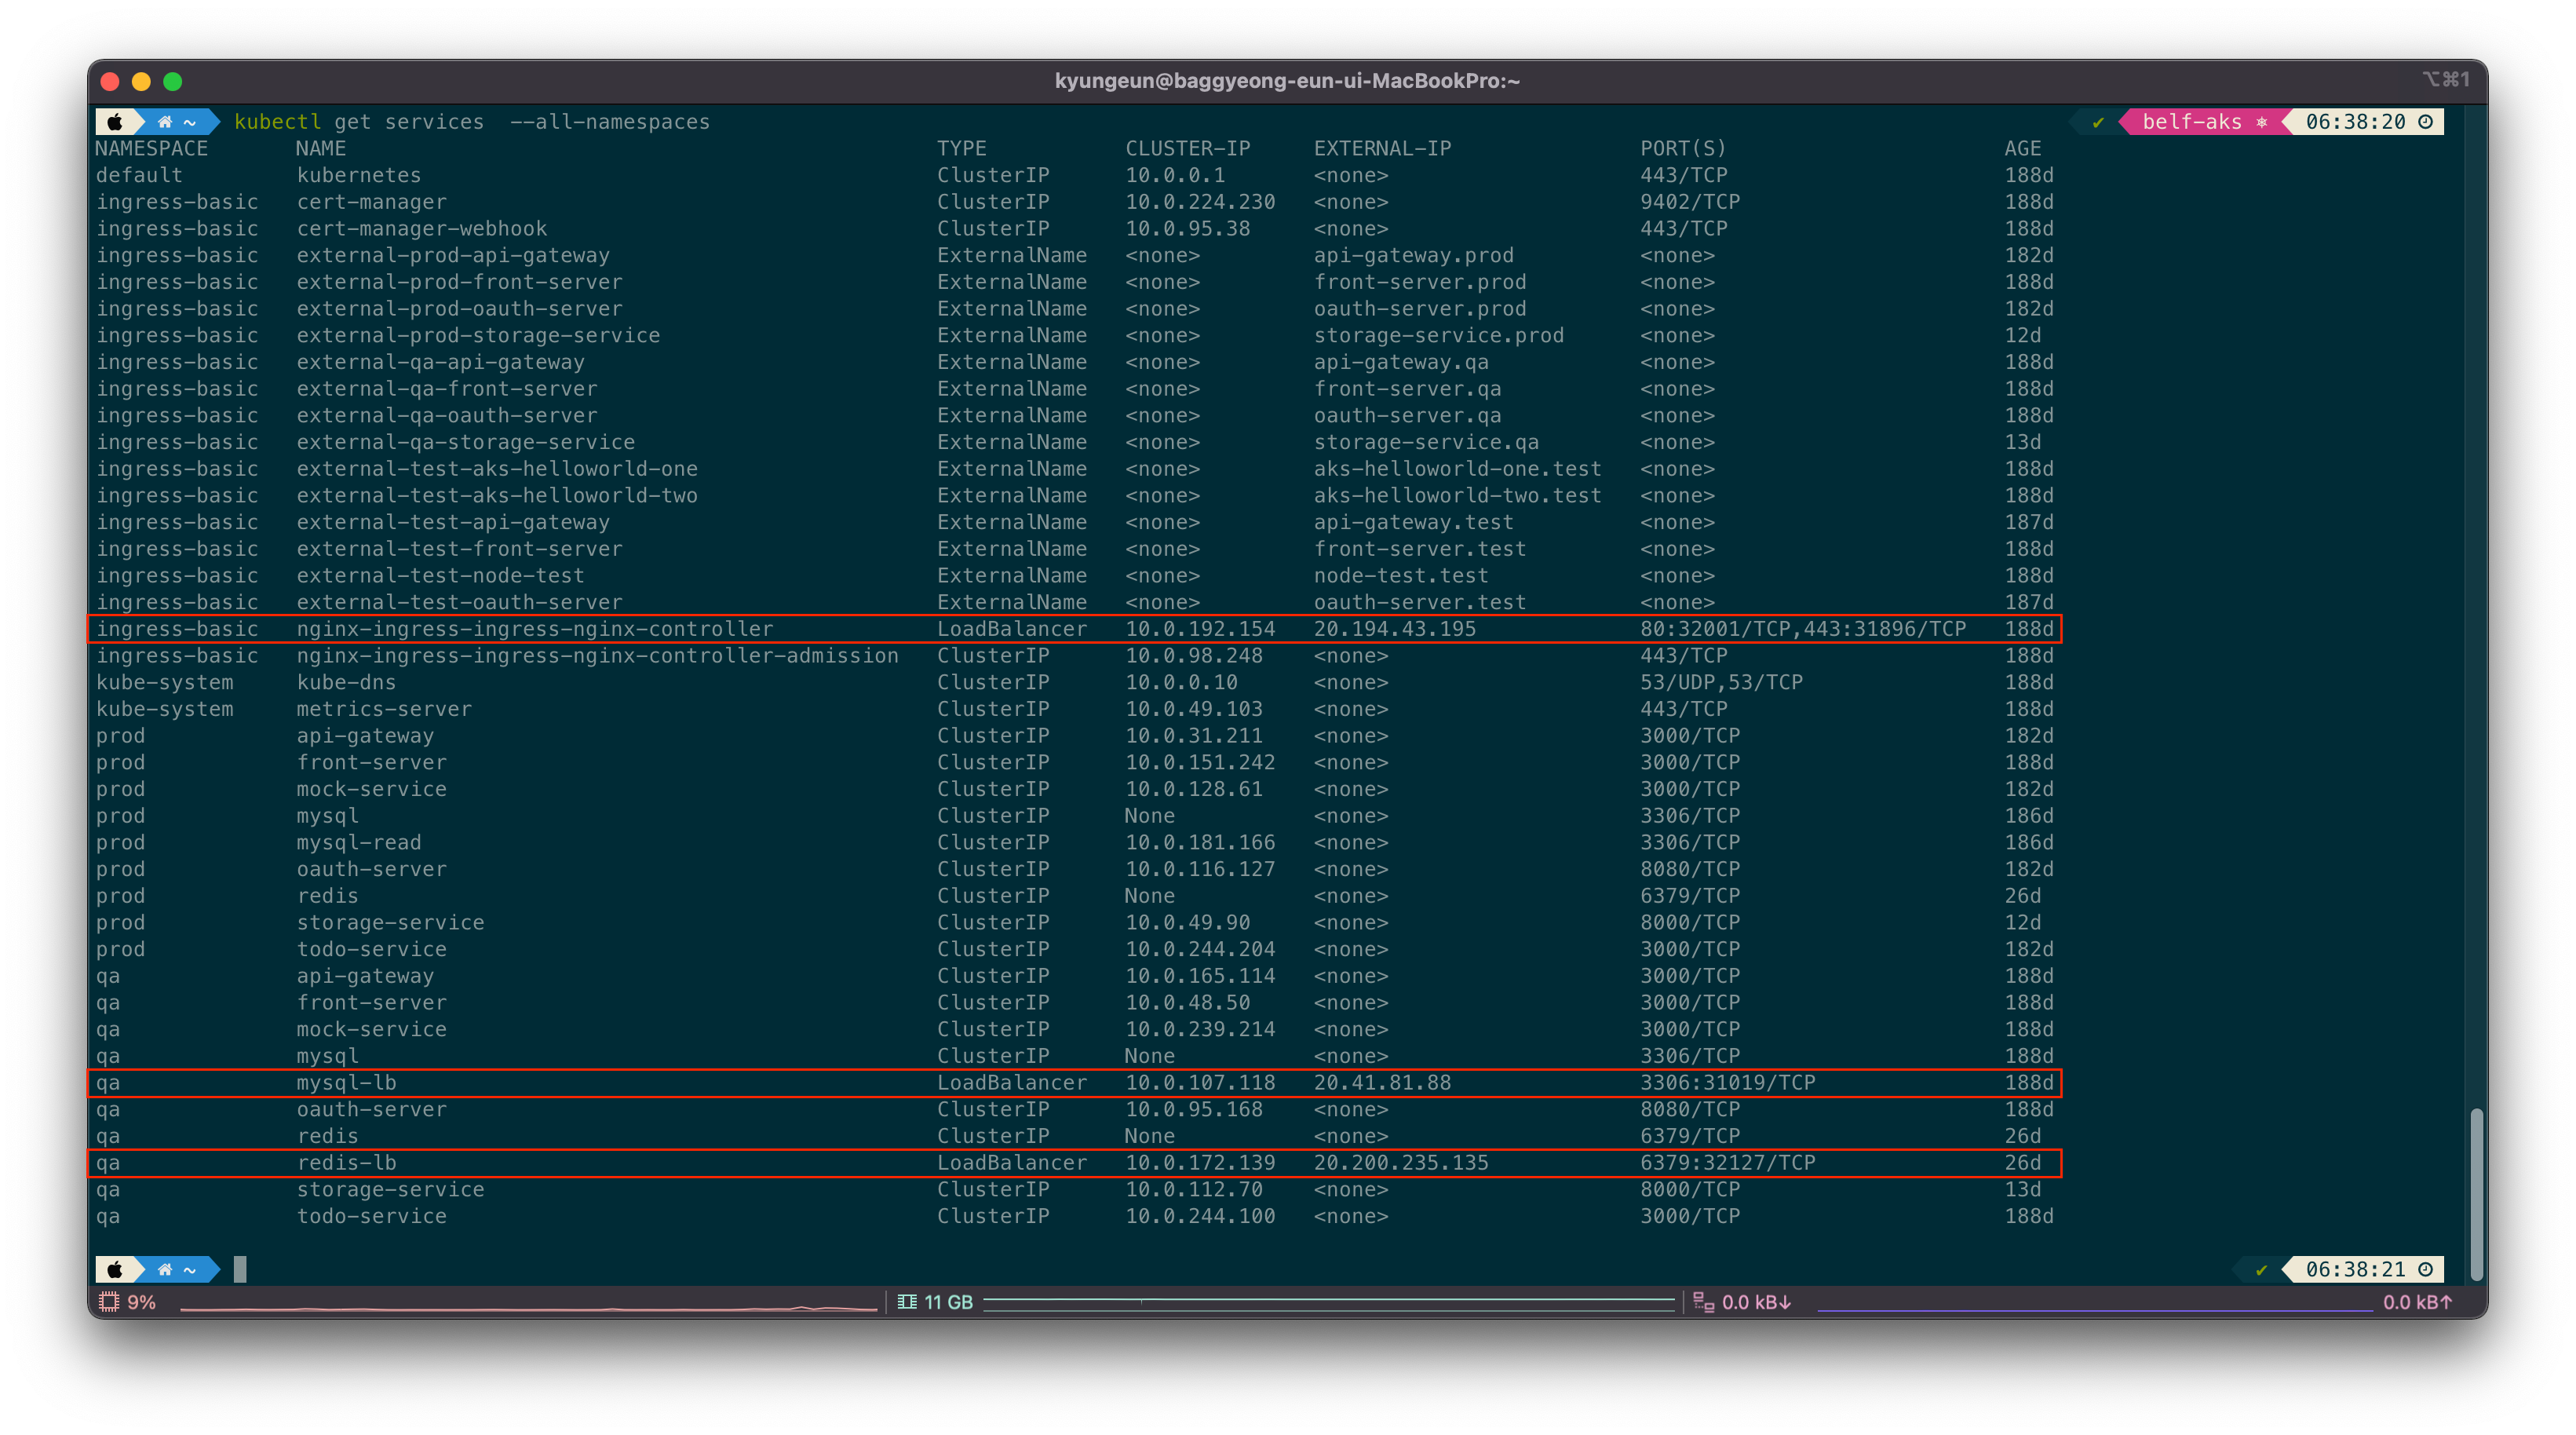 kyungeun@baggyeong-eun-ui-MacBookPro:~ ⌥⌘1
~ kubectl get services  --all-namespaces ✔ belf-aks ⎈ 06:38:20
NAMESPACE NAME TYPE CLUSTER-IP EXTERNAL-IP PORT(S) AGE
default kubernetes ClusterIP 10.0.0.1 <none> 443/TCP 188d
ingress-basic cert-manager ClusterIP 10.0.224.230 <none> 9402/TCP 188d
ingress-basic cert-manager-webhook ClusterIP 10.0.95.38 <none> 443/TCP 188d
ingress-basic external-prod-api-gateway ExternalName <none> api-gateway.prod <none> 182d
ingress-basic external-prod-front-server ExternalName <none> front-server.prod <none> 188d
ingress-basic external-prod-oauth-server ExternalName <none> oauth-server.prod <none> 182d
ingress-basic external-prod-storage-service ExternalName <none> storage-service.prod <none> 12d
ingress-basic external-qa-api-gateway ExternalName <none> api-gateway.qa <none> 188d
ingress-basic external-qa-front-server ExternalName <none> front-server.qa <none> 188d
ingress-basic external-qa-oauth-server ExternalName <none> oauth-server.qa <none> 188d
ingress-basic external-qa-storage-service ExternalName <none> storage-service.qa <none> 13d
ingress-basic external-test-aks-helloworld-one ExternalName <none> aks-helloworld-one.test <none> 188d
ingress-basic external-test-aks-helloworld-two ExternalName <none> aks-helloworld-two.test <none> 188d
ingress-basic external-test-api-gateway ExternalName <none> api-gateway.test <none> 187d
ingress-basic external-test-front-server ExternalName <none> front-server.test <none> 188d
ingress-basic external-test-node-test ExternalName <none> node-test.test <none> 188d
ingress-basic external-test-oauth-server ExternalName <none> oauth-server.test <none> 187d
ingress-basic nginx-ingress-ingress-nginx-controller LoadBalancer 10.0.192.154 20.194.43.195 80:32001/TCP,443:31896/TCP 188d
ingress-basic nginx-ingress-ingress-nginx-controller-admission ClusterIP 10.0.98.248 <none> 443/TCP 188d
kube-system kube-dns ClusterIP 10.0.0.10 <none> 53/UDP,53/TCP 188d
kube-system metrics-server ClusterIP 10.0.49.103 <none> 443/TCP 188d
prod api-gateway ClusterIP 10.0.31.211 <none> 3000/TCP 182d
prod front-server ClusterIP 10.0.151.242 <none> 3000/TCP 188d
prod mock-service ClusterIP 10.0.128.61 <none> 3000/TCP 182d
prod mysql ClusterIP None <none> 3306/TCP 186d
prod mysql-read ClusterIP 10.0.181.166 <none> 3306/TCP 186d
prod oauth-server ClusterIP 10.0.116.127 <none> 8080/TCP 182d
prod redis ClusterIP None <none> 6379/TCP 26d
prod storage-service ClusterIP 10.0.49.90 <none> 8000/TCP 12d
prod todo-service ClusterIP 10.0.244.204 <none> 3000/TCP 182d
qa api-gateway ClusterIP 10.0.165.114 <none> 3000/TCP 188d
qa front-server ClusterIP 10.0.48.50 <none> 3000/TCP 188d
qa mock-service ClusterIP 10.0.239.214 <none> 3000/TCP 188d
qa mysql ClusterIP None <none> 3306/TCP 188d
qa mysql-lb LoadBalancer 10.0.107.118 20.41.81.88 3306:31019/TCP 188d
qa oauth-server ClusterIP 10.0.95.168 <none> 8080/TCP 188d
qa redis ClusterIP None <none> 6379/TCP 26d
qa redis-lb LoadBalancer 10.0.172.139 20.200.235.135 6379:32127/TCP 26d
qa storage-service ClusterIP 10.0.112.70 <none> 8000/TCP 13d
qa todo-service ClusterIP 10.0.244.100 <none> 3000/TCP 188d
~ ✔ 06:38:21
9% 11 GB 0.0 kB↓ 0.0 kB↑